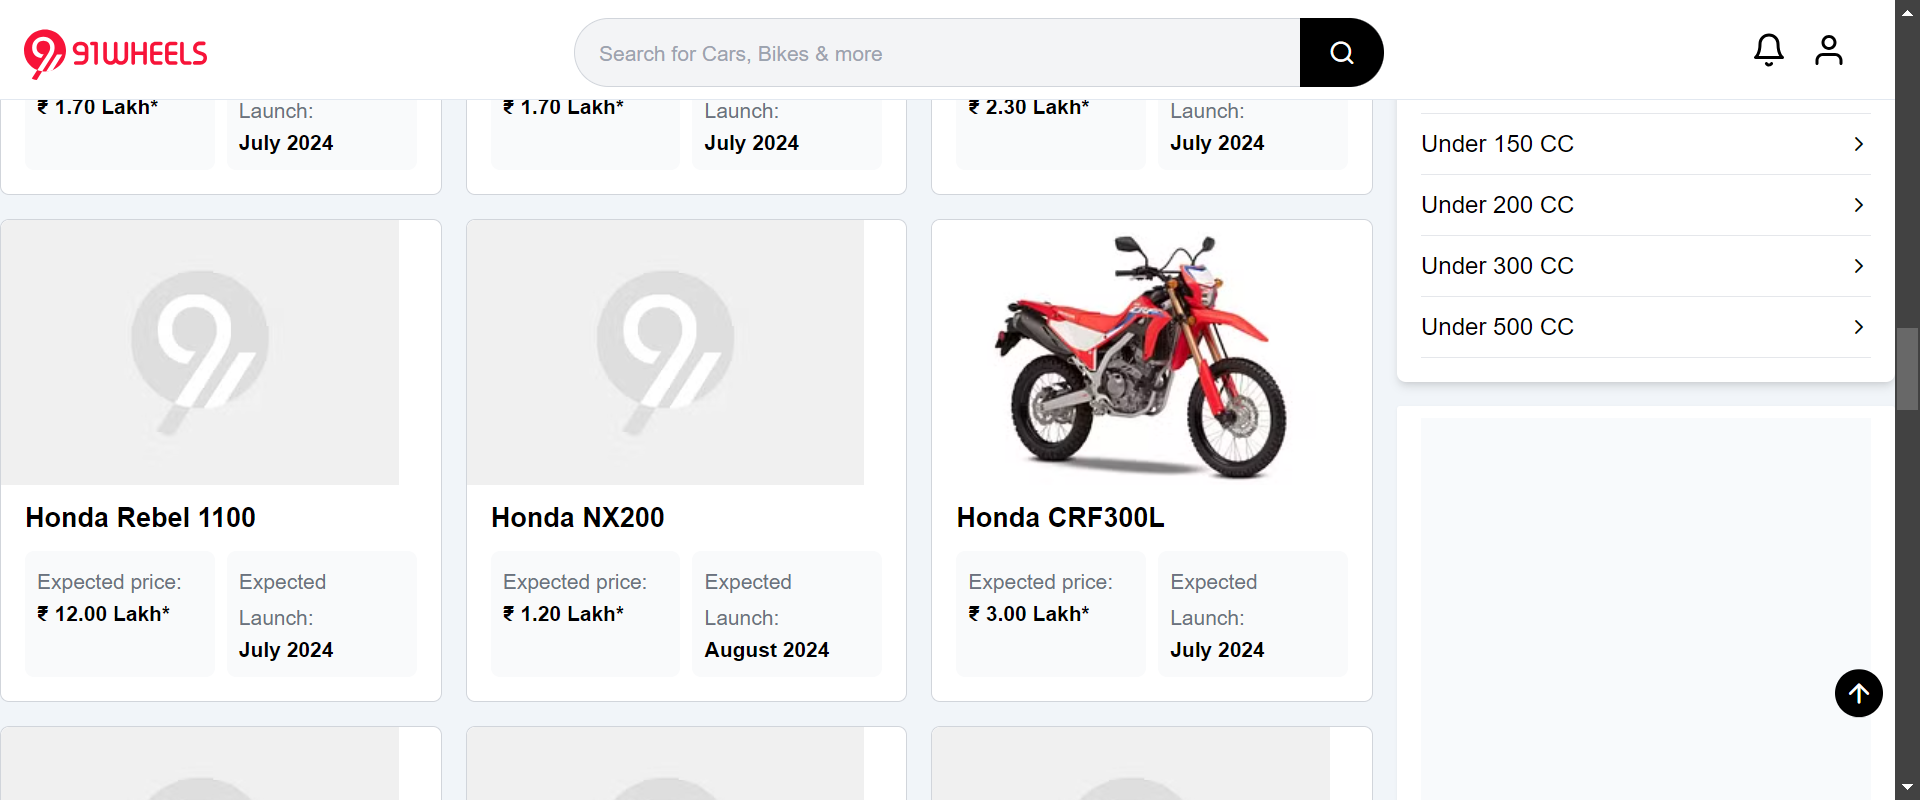 91WHEELS
Search for Cars, Bikes & more
₹ 1.70 Lakh*
Launch:
July 2024
₹ 1.70 Lakh*
Launch:
July 2024
₹ 2.30 Lakh*
Launch:
July 2024
Honda Rebel 1100
Expected price:
₹ 12.00 Lakh*
Expected
Launch:
July 2024
Honda NX200
Expected price:
₹ 1.20 Lakh*
Expected
Launch:
August 2024
CRF
Honda CRF300L
Expected price:
₹ 3.00 Lakh*
Expected
Launch:
July 2024
Under 150 CC
Under 200 CC
Under 300 CC
Under 500 CC